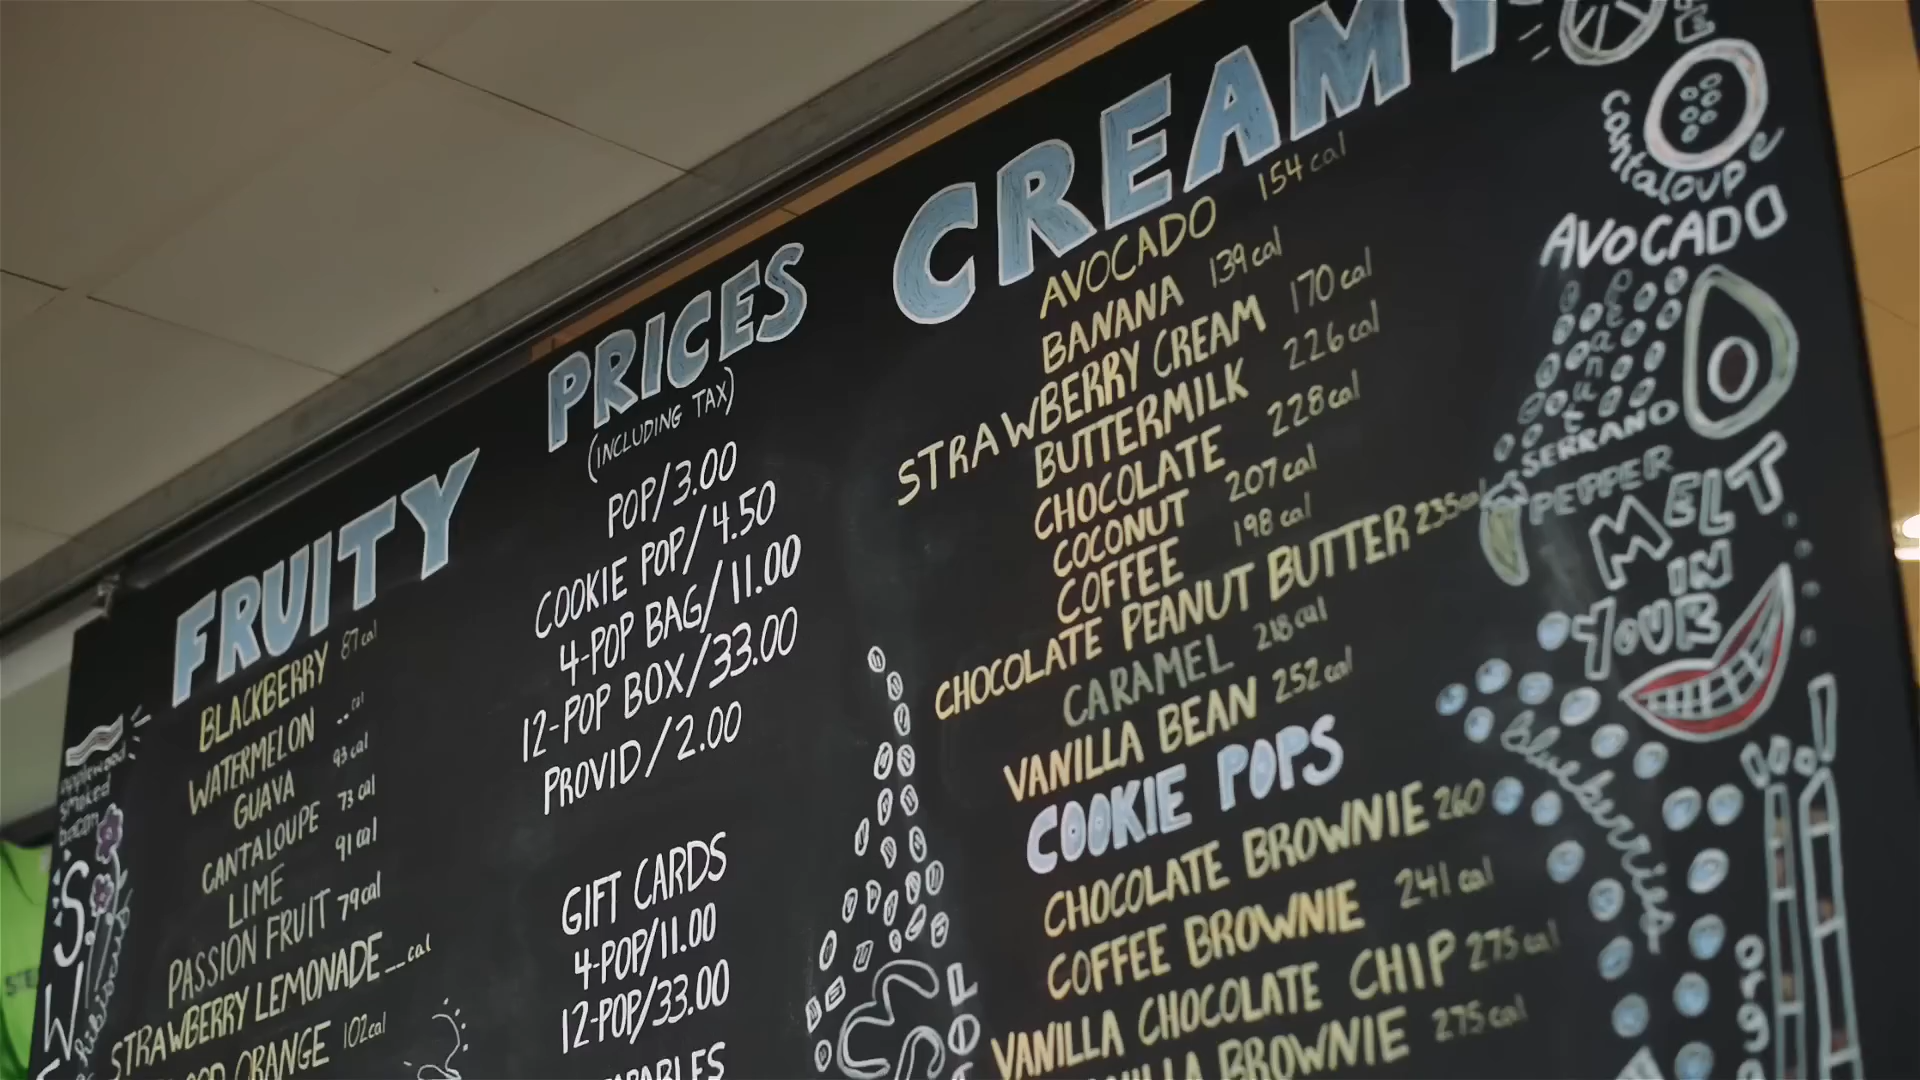 FRUITY
BLACKBERRY 87 cal
WATERMELON -- cal
GUAVA 93 cal
CANTALOUPE 73 cal
LIME 91 cal
PASSION FRUIT 79 cal
STRAWBERRY LEMONADE -- cal
ORANGE 102 cal
PRICES
(INCLUDING TAX)
POP/3.00
COOKIE POP/4.50
4-POP BAG/11.00
12-POP BOX/33.00
PROVID/2.00
GIFT CARDS
4-POP/11.00
12-POP/33.00
CREAMY
AVOCADO 154 cal
BANANA 139 cal
STRAWBERRY CREAM 170 cal
BUTTERMILK 226 cal
CHOCOLATE 228 cal
COCONUT 207 cal
COFFEE 198 cal
CHOCOLATE PEANUT BUTTER 235 cal
CARAMEL 218 cal
VANILLA BEAN 252 cal
COOKIE POPS
CHOCOLATE BROWNIE 260
COFFEE BROWNIE 241 cal
VANILLA CHOCOLATE CHIP 275 cal
BROWNIE 275 cal
applewood
smoked
bacon
hibiscus
cantaloupe
AVOCADO
SERRANO
PEPPER
MELT
IN
YOUR
blueberries